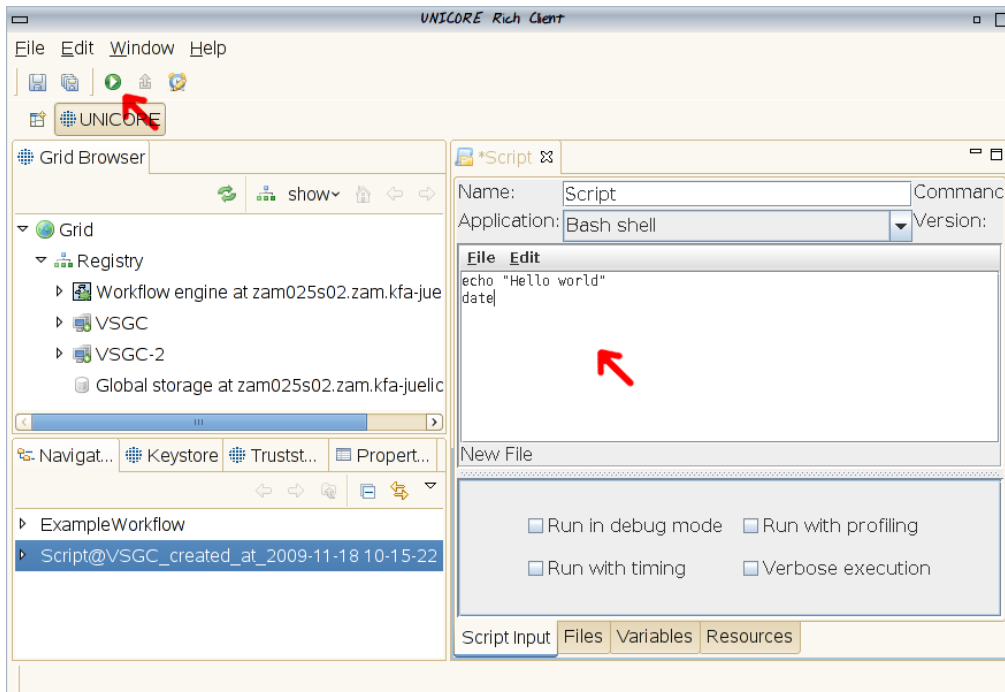 UNICORE Rich Client
File Edit Window Help
UNICORE
Grid Browser
show
Grid
Registry
Workflow engine at zam025s02.zam.kfa-jue
VSGC
VSGC-2
Global storage at zam025s02.zam.kfa-juelic
Navigat... Keystore Trustst... Propert...
ExampleWorkflow
Script@VSGC_created_at_2009-11-18 10-15-22
*Script
Name: Script Commanc
Application: Bash shell Version:
File Edit
echo "Hello world"
date
New File
Run in debug mode Run with profiling
Run with timing Verbose execution
Script Input Files Variables Resources